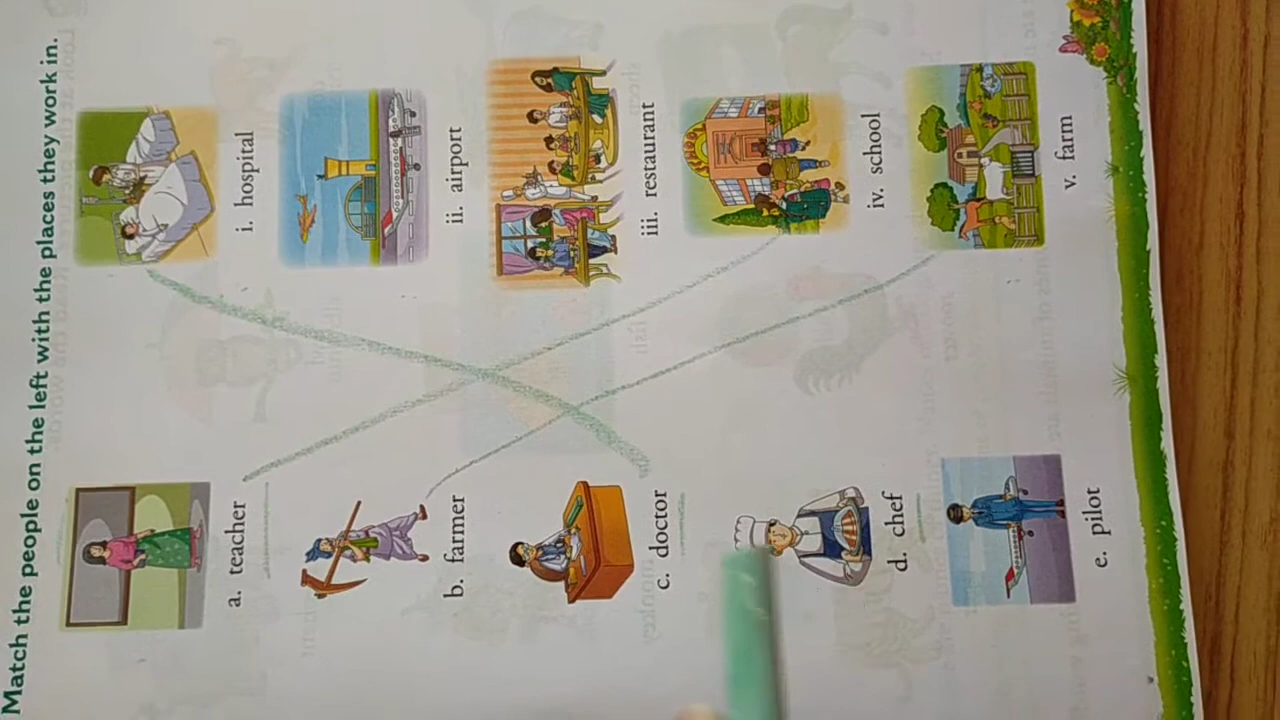 Match the people on the left with the places they work in.
a. teacher
i. hospital
b. farmer
ii. airport
c. doctor
iii. restaurant
d. chef
iv. school
e. pilot
v. farm